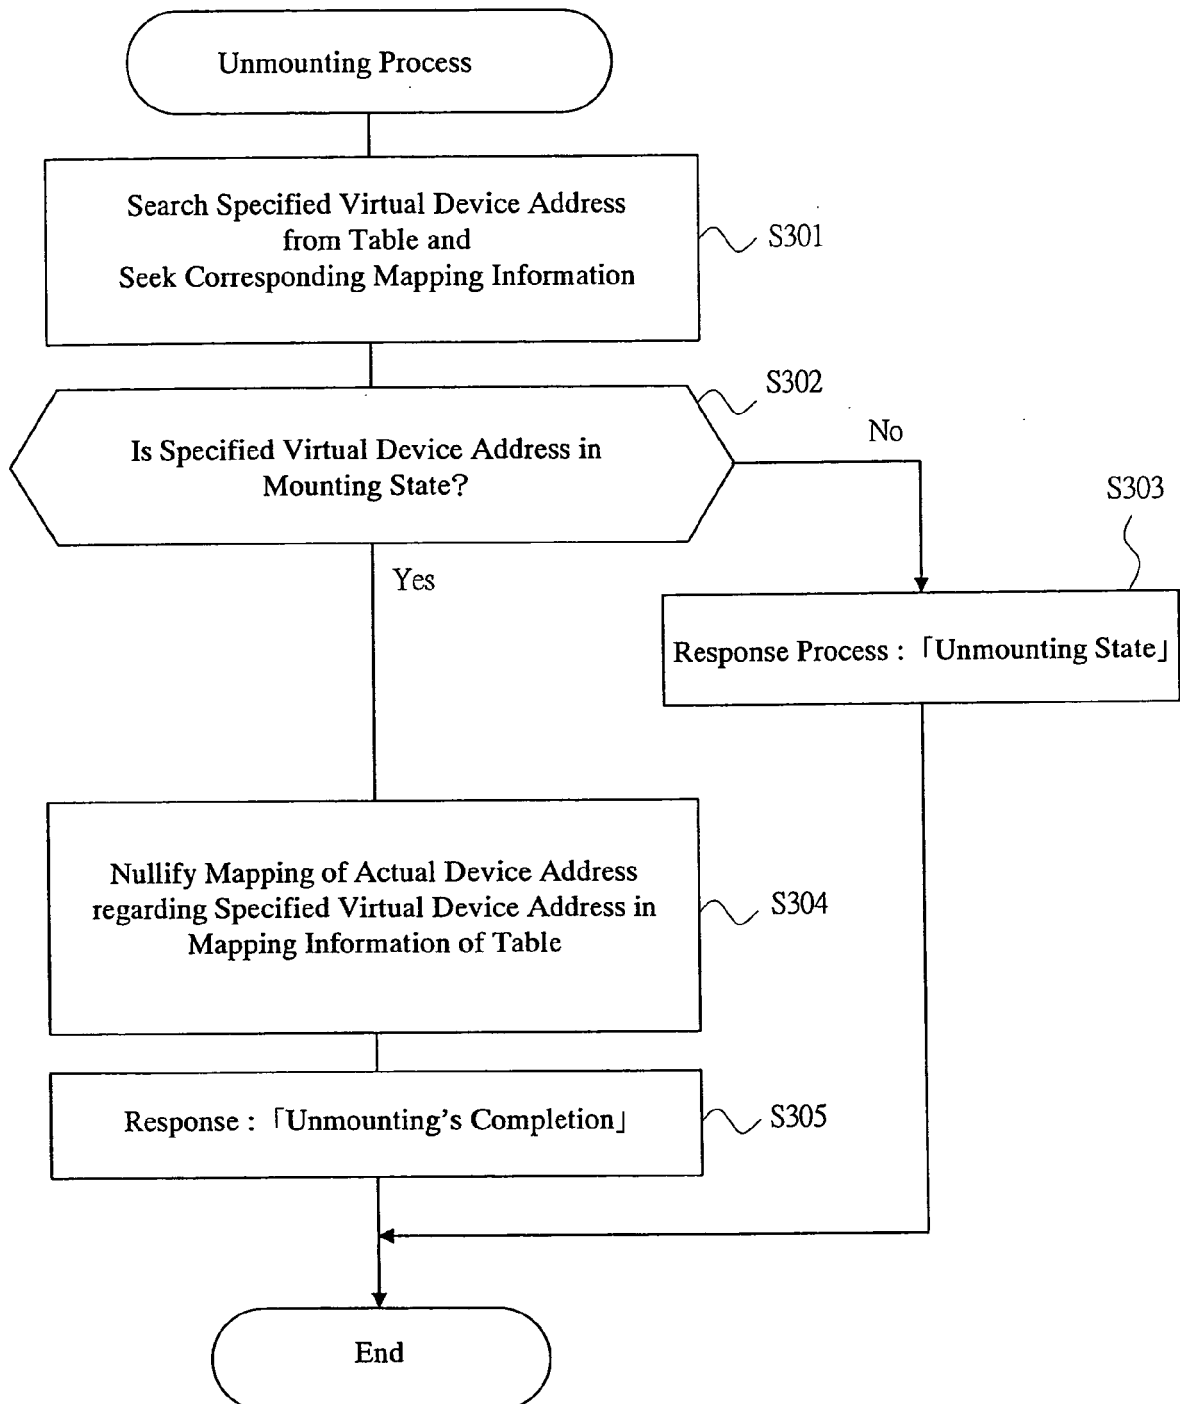 Unmounting Process
Search Specified Virtual Device Address
from Table and
Seek Corresponding Mapping Information
S301
S302
Is Specified Virtual Device Address in
Mounting State?
No
Yes
S303
Response Process : 「Unmounting State」
Nullify Mapping of Actual Device Address
regarding Specified Virtual Device Address in
Mapping Information of Table
S304
Response : 「Unmounting's Completion」
S305
End